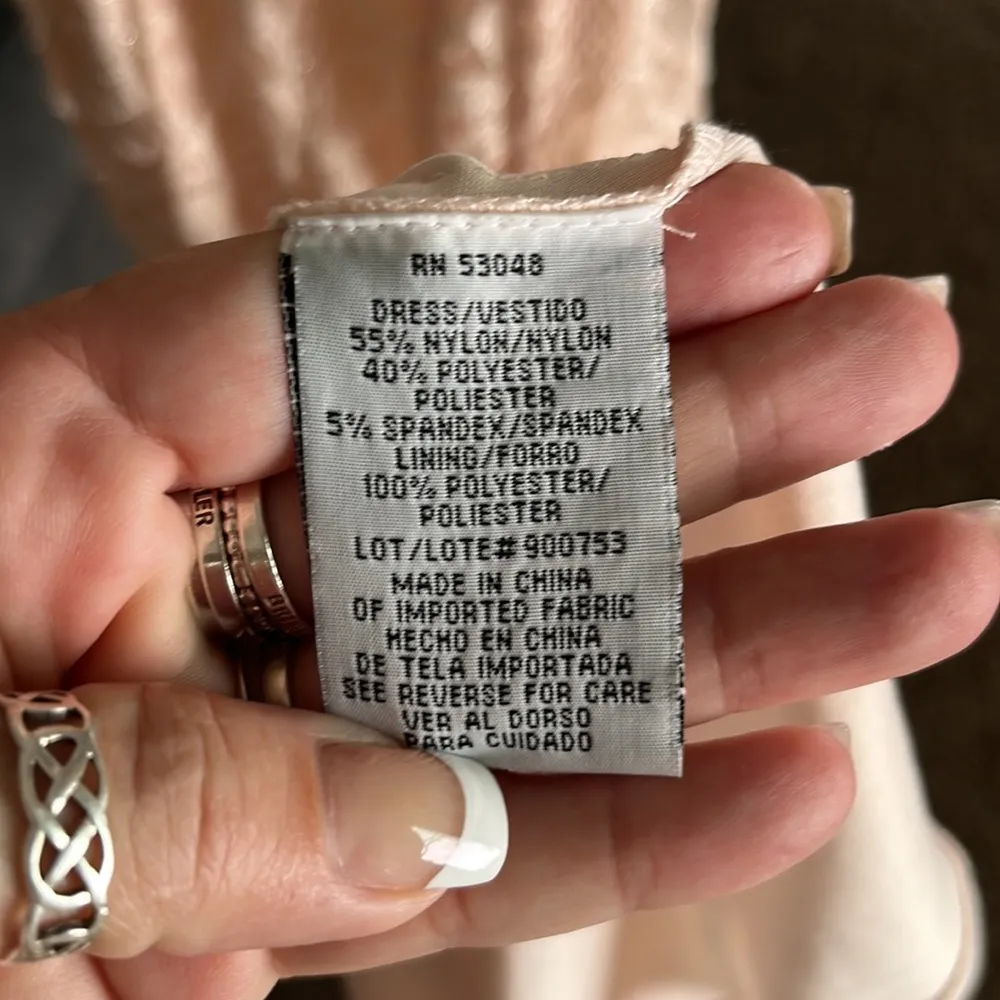 RN 53048
DRESS/VESTIDO
55% NYLON/NYLON
40% POLYESTER/
POLIESTER
5% SPANDEX/SPANDEX
LINING/FORRO
100% POLYESTER/
POLIESTER
LOT/LOTE# 900753
MADE IN CHINA
OF IMPORTED FABRIC
HECHO EN CHINA
DE TELA IMPORTADA
SEE REVERSE FOR CARE
VER AL DORSO
PARA CUIDADO